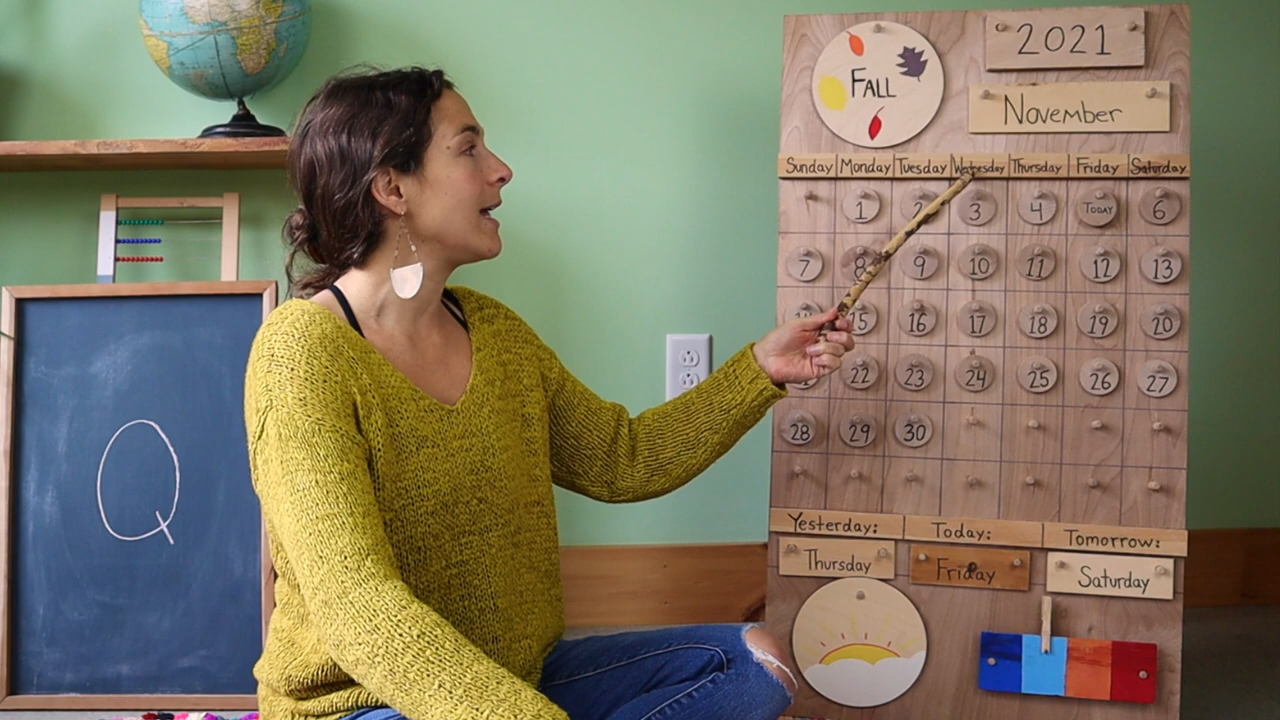 2021
FALL
November
Sunday Monday Tuesday Wednesday Thursday Friday Saturday
1 2 3 4 TODAY 6
7 8 9 10 11 12 13
15 16 17 18 19 20
22 23 24 25 26 27
28 29 30
Yesterday: Today: Tomorrow:
Thursday Friday Saturday
Q